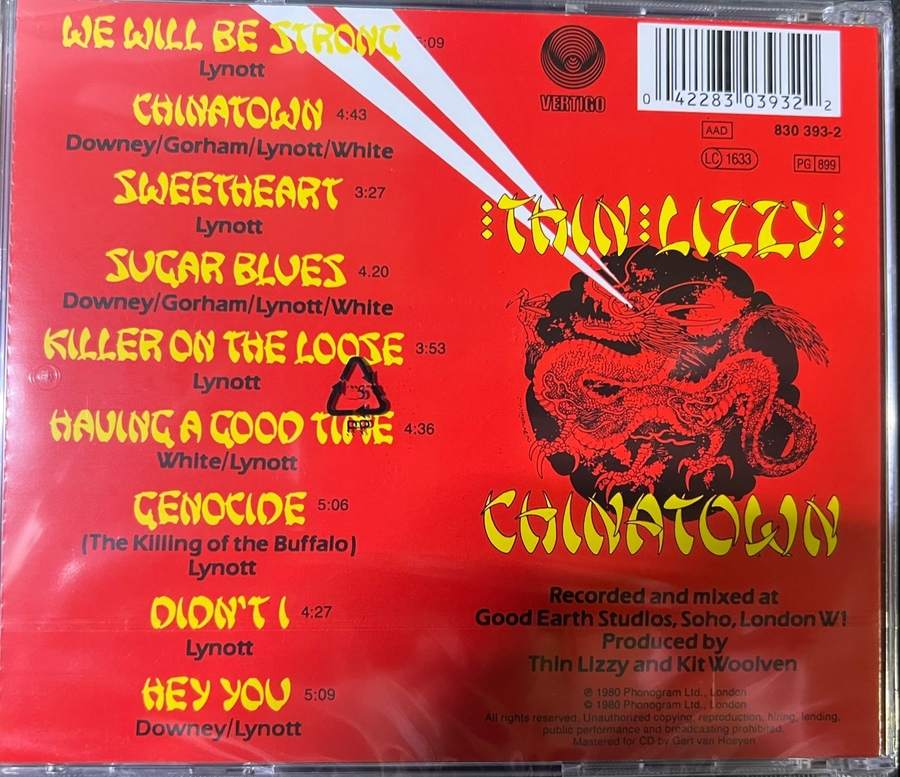 WE WILL BE STRONG :09
Lynott
CHINATOWN 4:43
Downey/Gorham/Lynott/White
SWEETHEART 3:27
Lynott
SUGAR BLUES 4.20
Downey/Gorham/Lynott/White
KILLER ON THE LOOSE 3:53
Lynott
HAVING A GOOD TIME 4:36
White/Lynott
GENOCIDE 5:06
(The Killing of the Buffalo)
Lynott
DIDN'T I 4:27
Lynott
HEY YOU 5:09
Downey/Lynott
VERTIGO
0 42283 03932 2
AAD 830 393-2
LC 1633 PG 899
THIN LIZZY
CHINATOWN
Recorded and mixed at
Good Earth Studios, Soho, London W1
Produced by
Thin Lizzy and Kit Woolven
℗ 1980 Phonogram Ltd., London
© 1980 Phonogram Ltd., London
All rights reserved. Unauthorized copying, reproduction, hiring, lending,
public performance and broadcasting prohibited.
Mastered for CD by Gert van Hoeyen